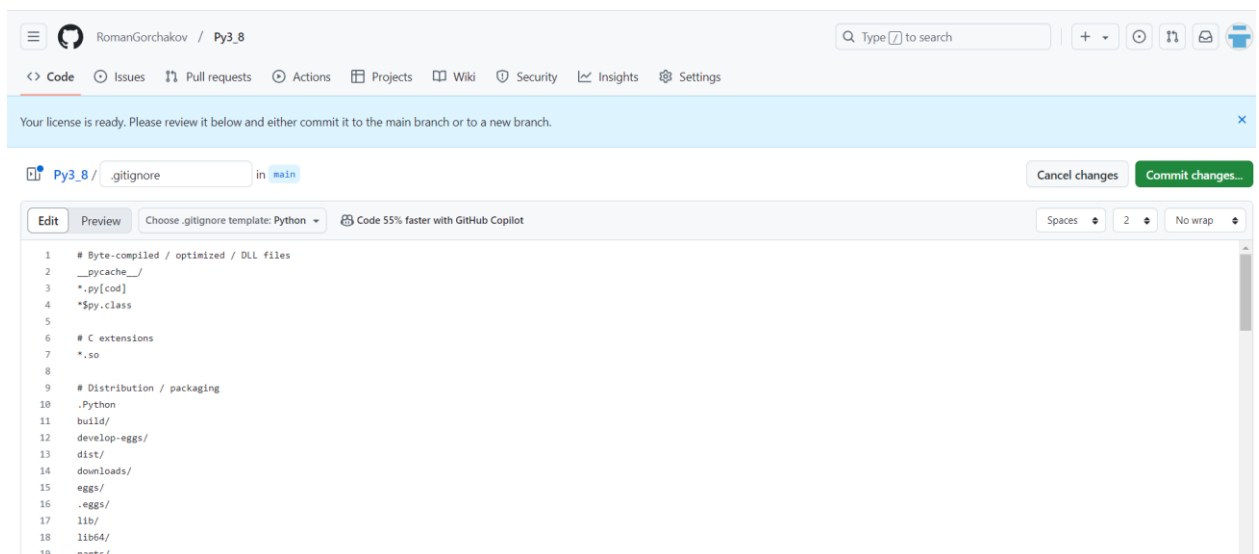 RomanGorchakov / Py3_8
Type / to search
<> Code Issues Pull requests Actions Projects Wiki Security Insights Settings
Your license is ready. Please review it below and either commit it to the main branch or to a new branch.
Py3_8 / .gitignore in main
Cancel changes Commit changes...
Edit Preview Choose .gitignore template: Python Code 55% faster with GitHub Copilot
Spaces 2 No wrap
1 # Byte-compiled / optimized / DLL files
2 __pycache__/
3 *.py[cod]
4 *$py.class
5
6 # C extensions
7 *.so
8
9 # Distribution / packaging
10 .Python
11 build/
12 develop-eggs/
13 dist/
14 downloads/
15 eggs/
16 .eggs/
17 lib/
18 lib64/
19 parts/